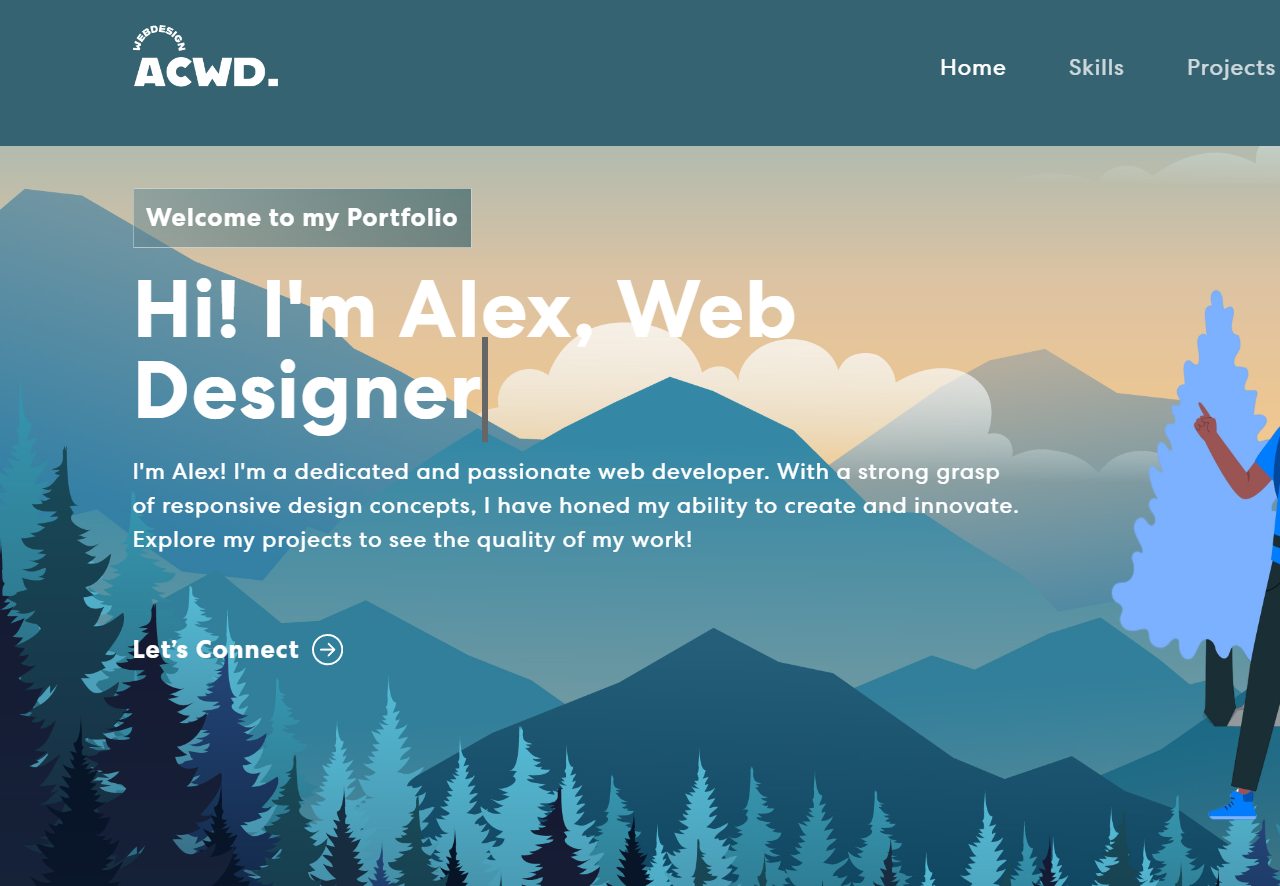 WEBDESIGN
ACWD.
Home Skills Projects
Welcome to my Portfolio
Hi! I'm Alex, Web
Designer
I'm Alex! I'm a dedicated and passionate web developer. With a strong grasp
of responsive design concepts, I have honed my ability to create and innovate.
Explore my projects to see the quality of my work!
Let’s Connect